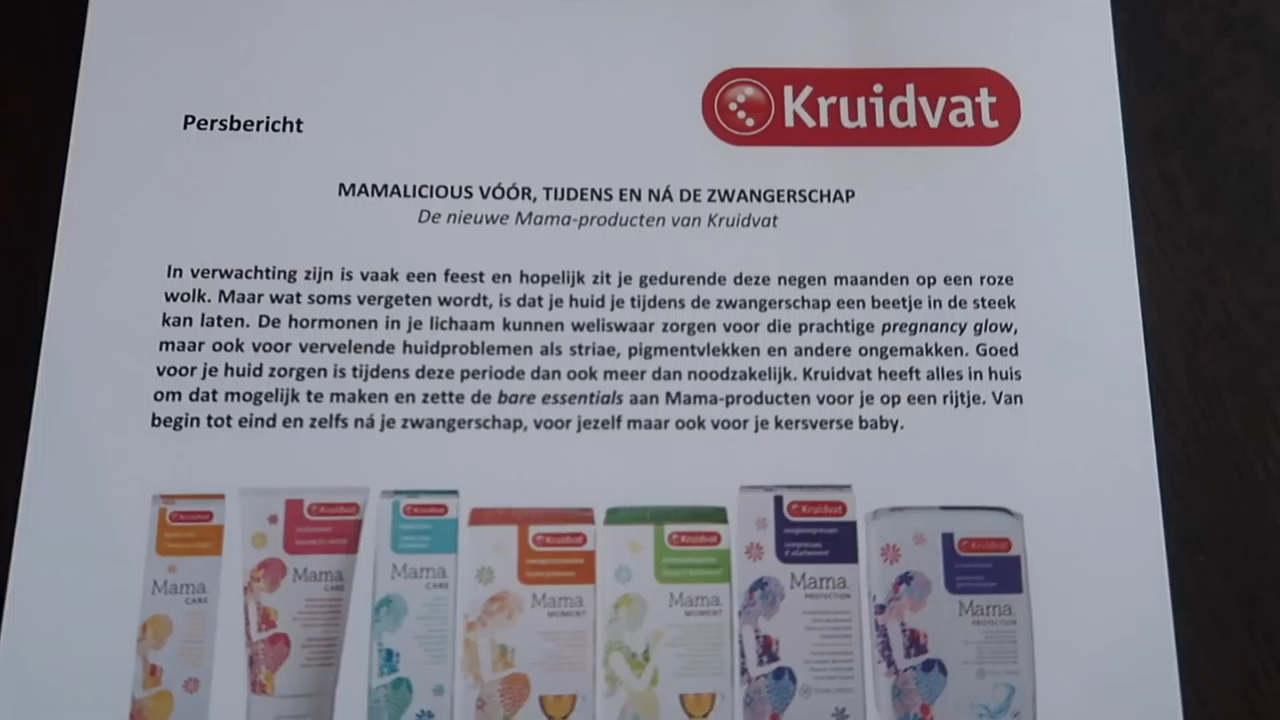 Kruidvat
Persbericht
MAMALICIOUS VÓÓR, TIJDENS EN NÁ DE ZWANGERSCHAP
De nieuwe Mama-producten van Kruidvat
In verwachting zijn is vaak een feest en hopelijk zit je gedurende deze negen maanden op een roze
wolk. Maar wat soms vergeten wordt, is dat je huid je tijdens de zwangerschap een beetje in de steek
kan laten. De hormonen in je lichaam kunnen weliswaar zorgen voor die prachtige pregnancy glow,
maar ook voor vervelende huidproblemen als striae, pigmentvlekken en andere ongemakken. Goed
voor je huid zorgen is tijdens deze periode dan ook meer dan noodzakelijk. Kruidvat heeft alles in huis
om dat mogelijk te maken en zette de bare essentials aan Mama-producten voor je op een rijtje. Van
begin tot eind en zelfs ná je zwangerschap, voor jezelf maar ook voor je kersverse baby.
Kruidvat
Mama
CARE
Kruidvat
Mama
CARE
Kruidvat
Mama
CARE
Kruidvat
Mama
MOMENT
Kruidvat
Mama
MOMENT
Kruidvat
Mama
PROTECTION
Kruidvat
Mama
PROTECTION